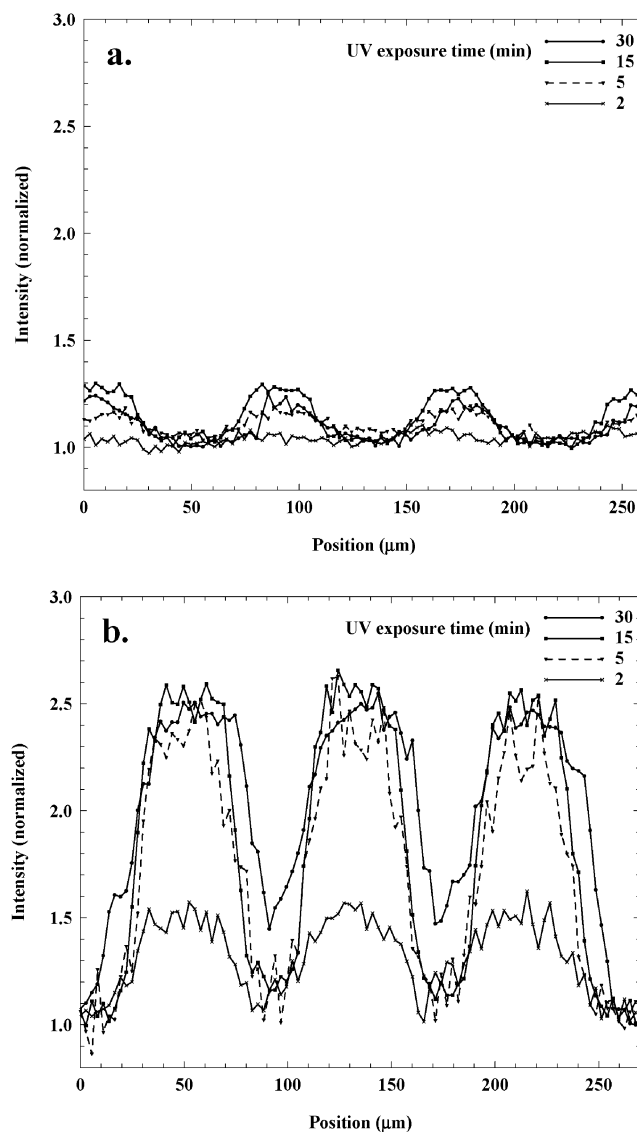 a.
UV exposure time (min)
30
15
5
2
3.0
2.5
2.0
1.5
1.0
Intensity (normalized)
0 50 100 150 200 250
Position (μm)
b.
UV exposure time (min)
30
15
5
2
3.0
2.5
2.0
1.5
1.0
Intensity (normalized)
0 50 100 150 200 250
Position (μm)